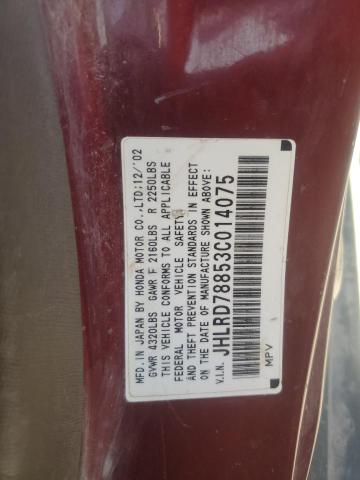 MFD. IN JAPAN BY HONDA MOTOR CO.,LTD;12/'02
GVWR 4320LBS GAWR F 2160LBS R 2250LBS
THIS VEHICLE CONFORMS TO ALL APPLICABLE
FEDERAL MOTOR VEHICLE SAFETY
AND THEFT PREVENTION STANDARDS IN EFFECT
ON THE DATE OF MANUFACTURE SHOWN ABOVE:
V.I.N. JHLRD78853C014075
MPV